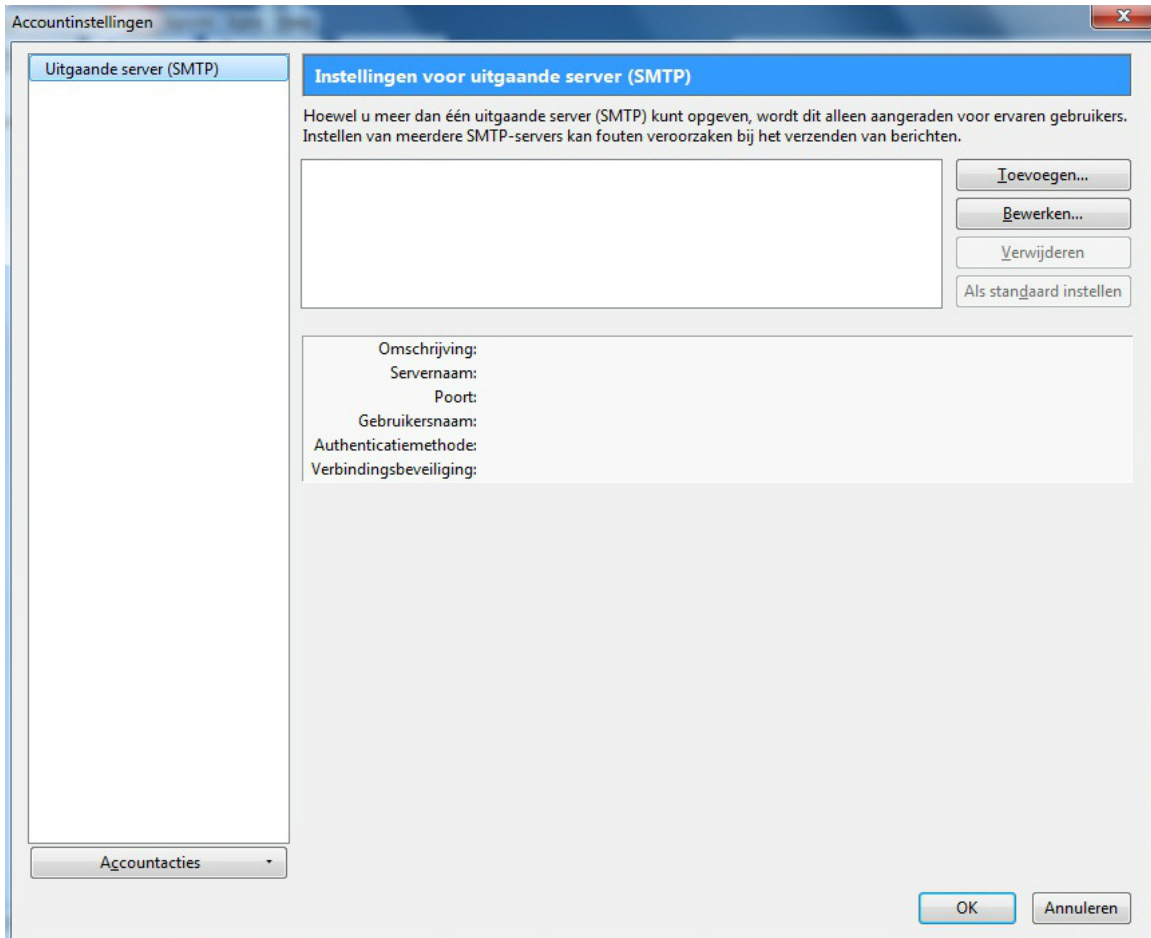 Accountinstellingen
Uitgaande server (SMTP)
Instellingen voor uitgaande server (SMTP)
Hoewel u meer dan één uitgaande server (SMTP) kunt opgeven, wordt dit alleen aangeraden voor ervaren gebruikers.
Instellen van meerdere SMTP-servers kan fouten veroorzaken bij het verzenden van berichten.
Toevoegen...
Bewerken...
Verwijderen
Als standaard instellen
Omschrijving:
Servernaam:
Poort:
Gebruikersnaam:
Authenticatiemethode:
Verbindingsbeveiliging:
Accountacties
OK
Annuleren